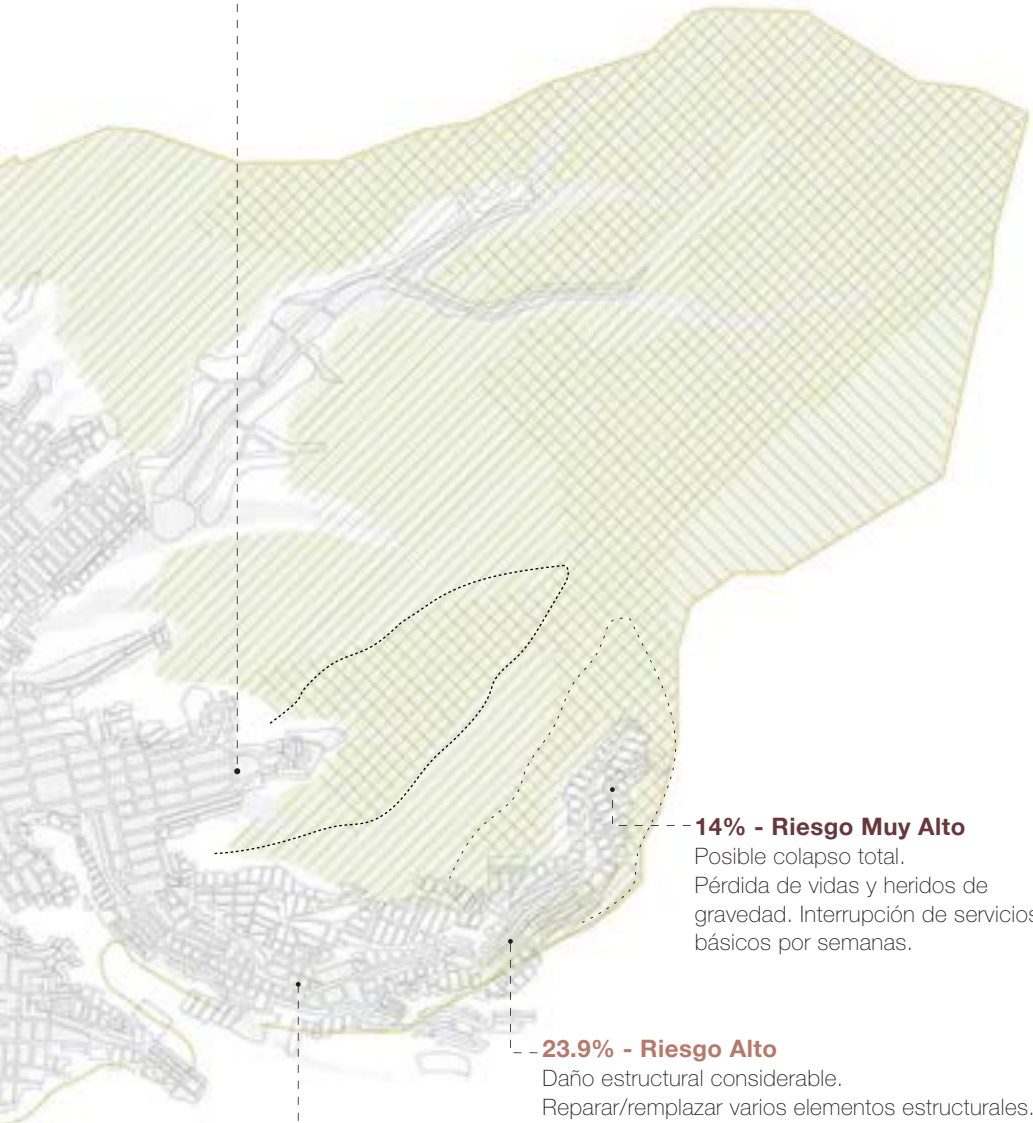 14% - Riesgo Muy Alto
Posible colapso total.
Pérdida de vidas y heridos de
gravedad. Interrupción de servicios
básicos por semanas.
23.9% - Riesgo Alto
Daño estructural considerable.
Reparar/remplazar varios elementos estructurales.